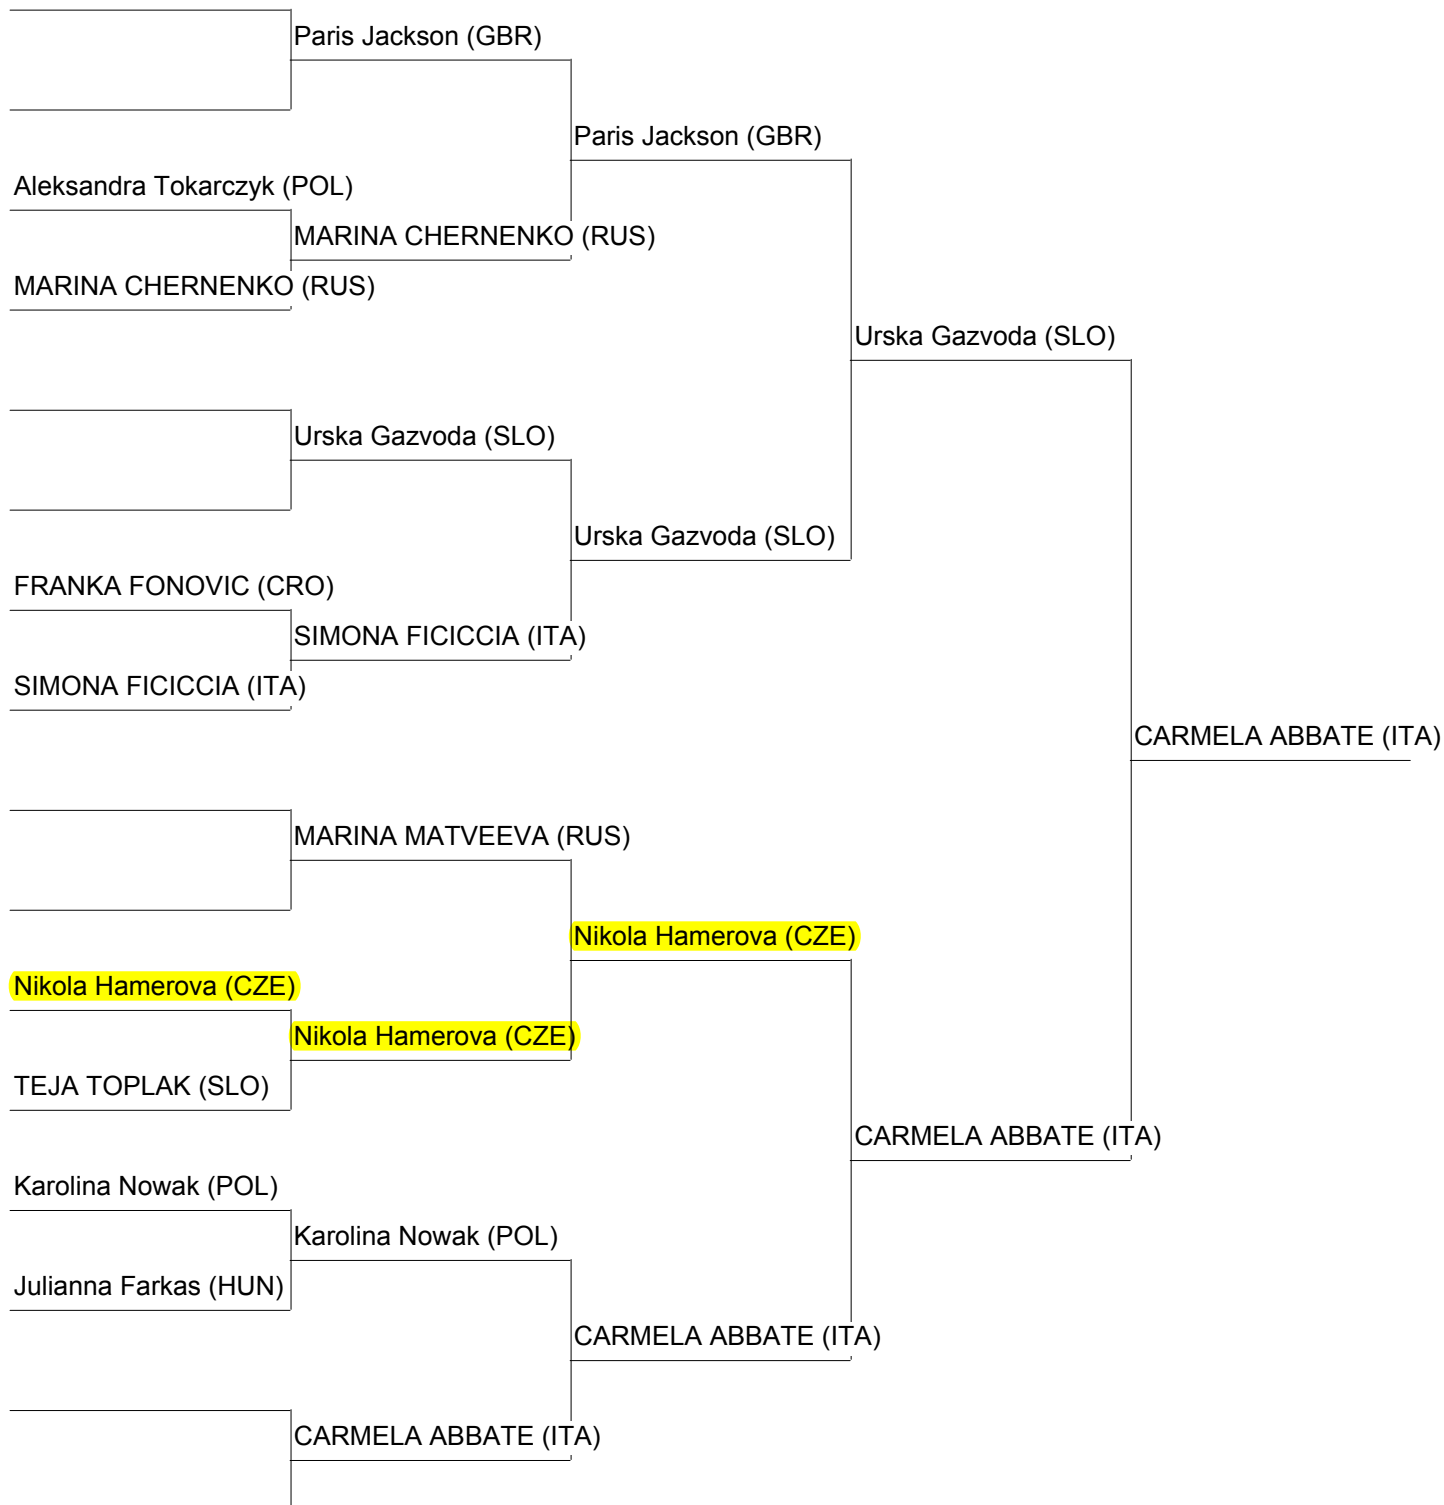 Paris Jackson (GBR)
Paris Jackson (GBR)
Aleksandra Tokarczyk (POL)
MARINA CHERNENKO (RUS)
MARINA CHERNENKO (RUS)
Urska Gazvoda (SLO)
Urska Gazvoda (SLO)
Urska Gazvoda (SLO)
FRANKA FONOVIC (CRO)
SIMONA FICICCIA (ITA)
SIMONA FICICCIA (ITA)
CARMELA ABBATE (ITA)
MARINA MATVEEVA (RUS)
Nikola Hamerova (CZE)
Nikola Hamerova (CZE)
Nikola Hamerova (CZE)
TEJA TOPLAK (SLO)
CARMELA ABBATE (ITA)
Karolina Nowak (POL)
Karolina Nowak (POL)
Julianna Farkas (HUN)
CARMELA ABBATE (ITA)
CARMELA ABBATE (ITA)